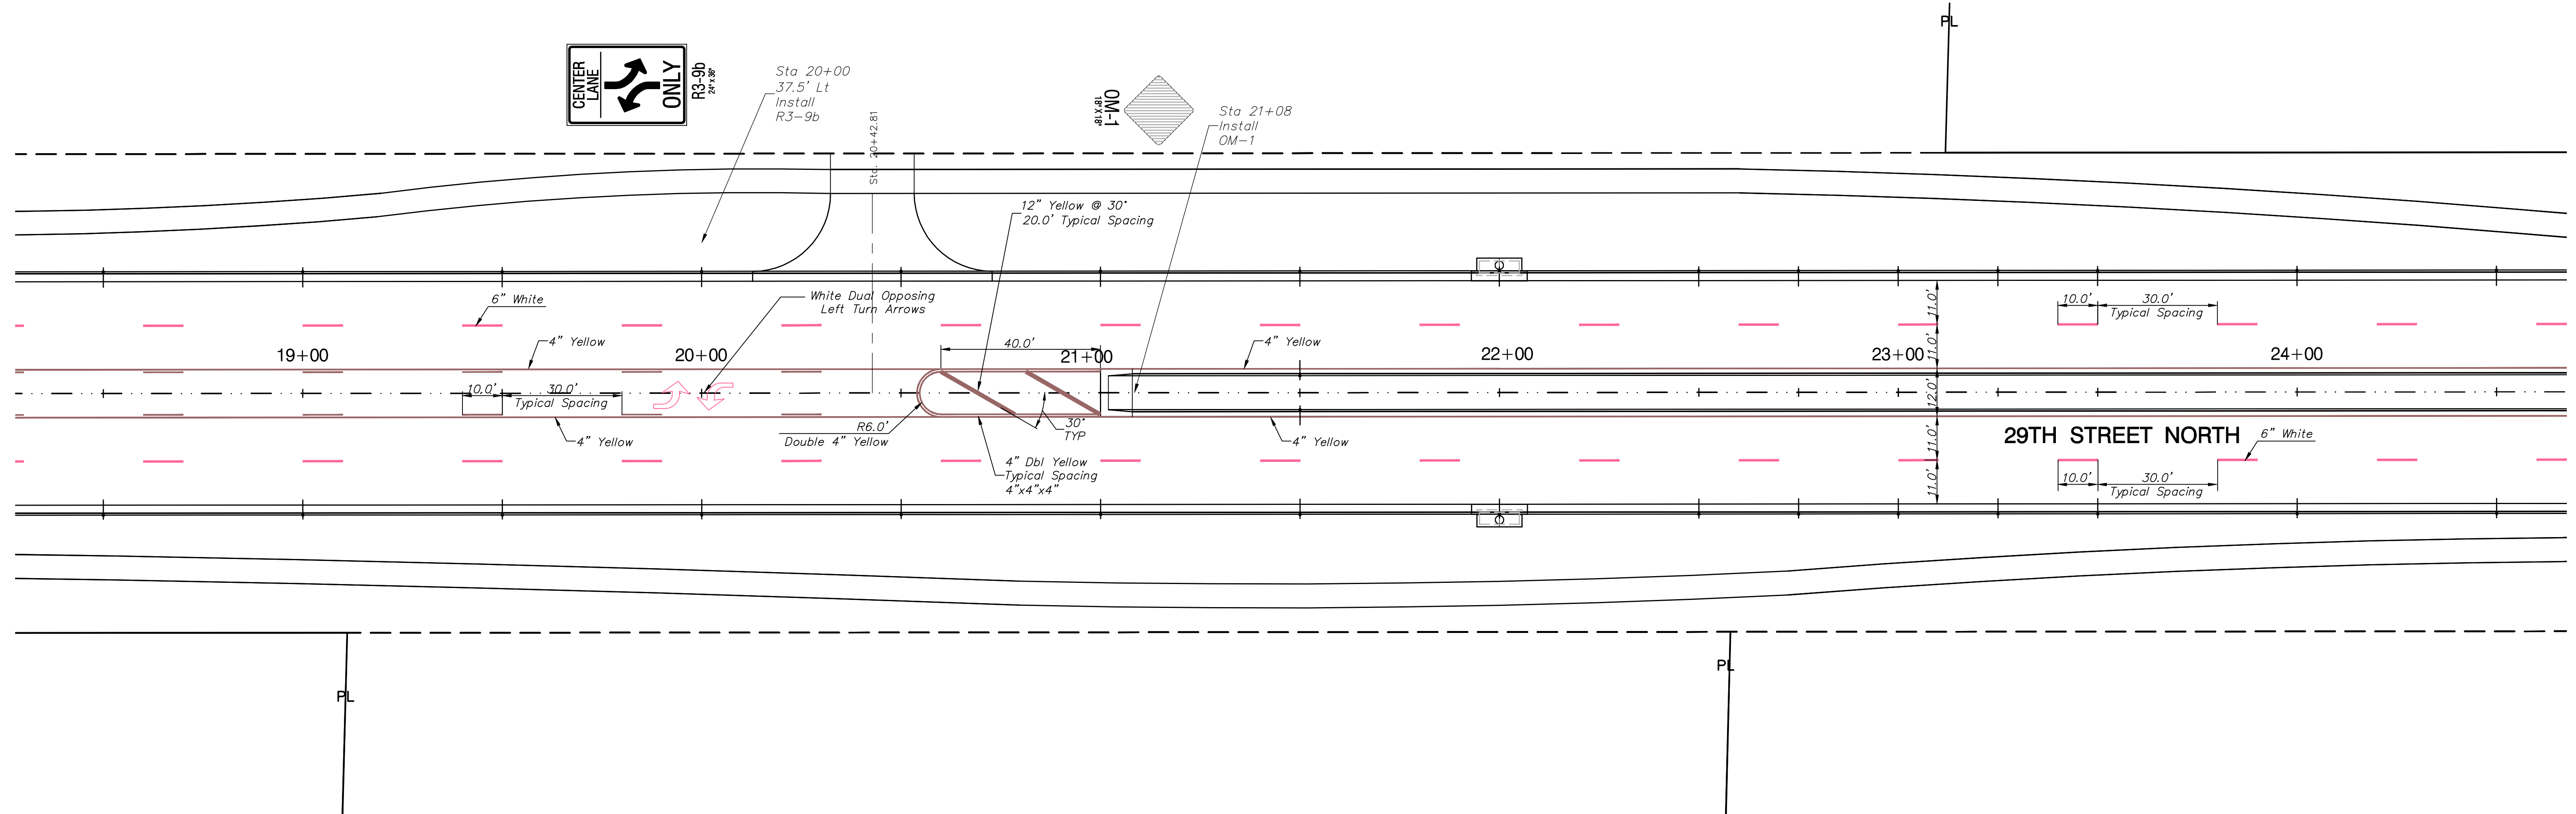 PL
CENTER
LANE
ONLY
R3-9b
24" x 36"
Sta 20+00
37.5' Lt
Install
R3-9b
Sta. 20+42.81
OM-1
18" X 18"
Sta 21+08
Install
OM-1
12" Yellow @ 30°
20.0' Typical Spacing
6" White
White Dual Opposing
Left Turn Arrows
11.0'
10.0'
30.0'
Typical Spacing
4" Yellow
40.0'
4" Yellow
19+00
20+00
21+00
22+00
23+00
24+00
11.0'
10.0'
30.0'
Typical Spacing
12.0'
R6.0'
Double 4" Yellow
30°
TYP
4" Yellow
4" Yellow
11.0'
29TH STREET NORTH
6" White
4" Dbl Yellow
Typical Spacing
4"x4"x4"
11.0'
10.0'
30.0'
Typical Spacing
PL
PL